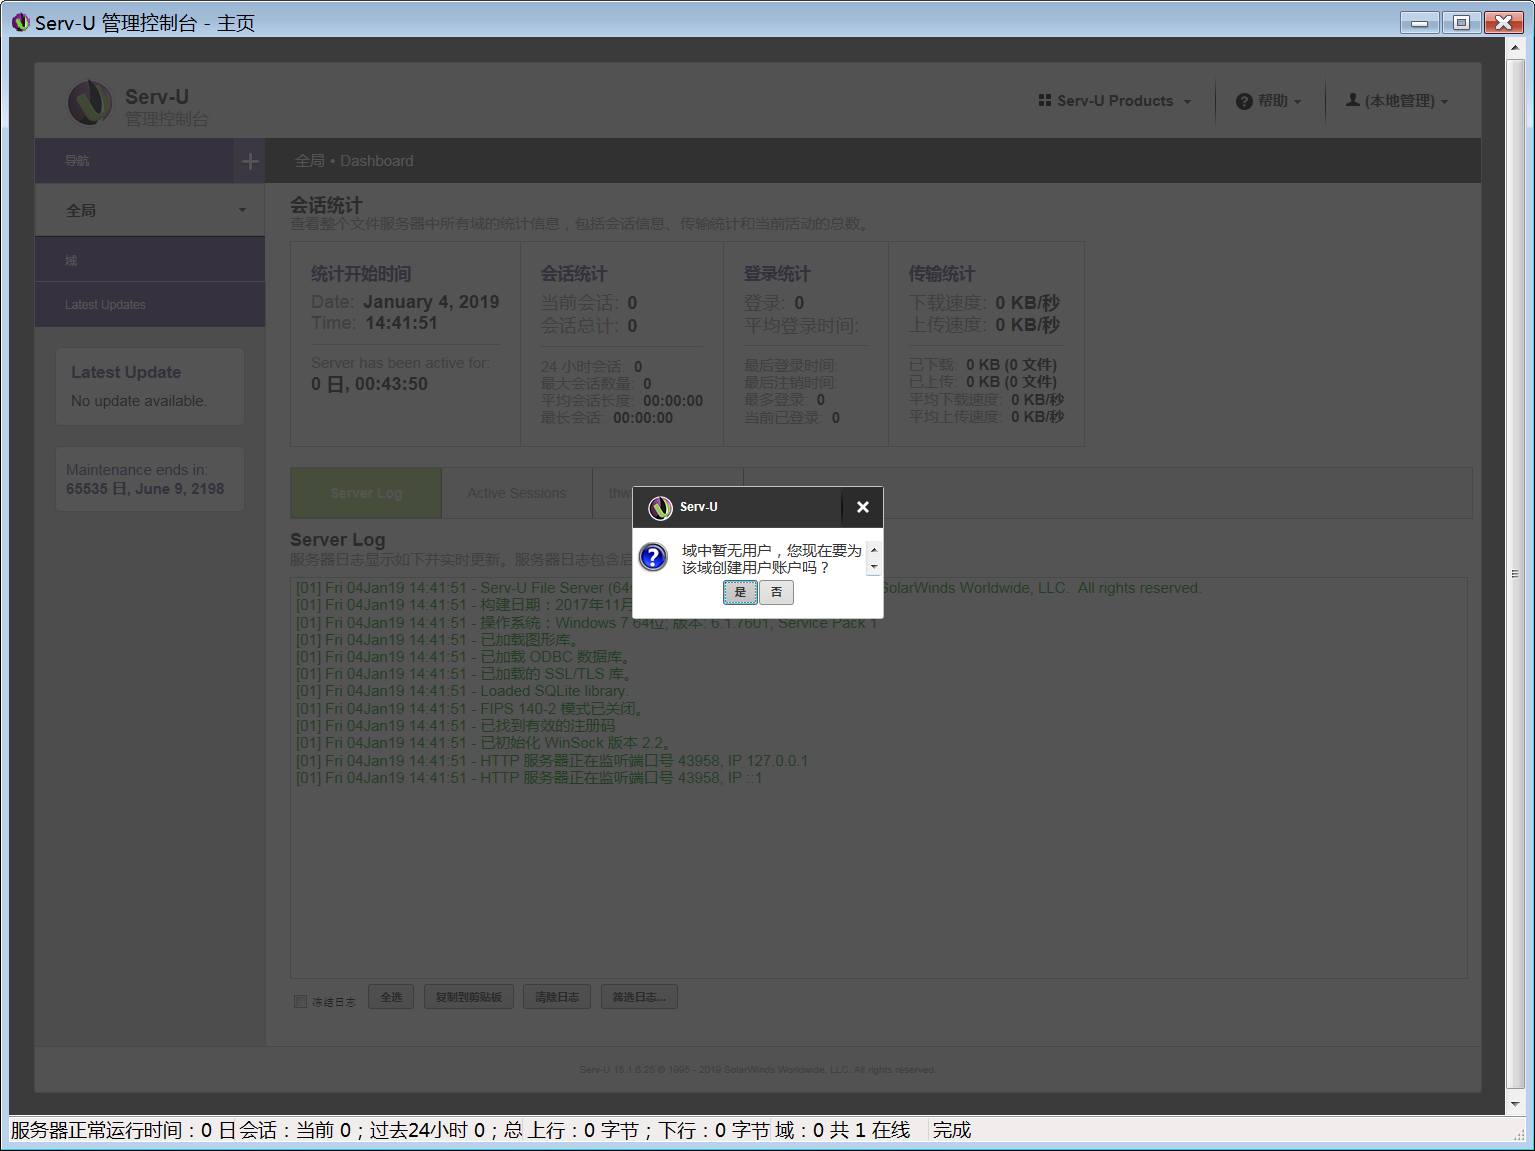 Serv-U 管理控制台 - 主页
Serv-U
管理控制台
Serv-U Products
帮助
(本地管理)
导航
全局 • Dashboard
全局
域
Latest Updates
Latest Update
No update available.
Maintenance ends in:
65535 日, June 9, 2198
会话统计
查看整个文件服务器中所有域的统计信息，包括会话信息、传输统计和当前活动的总数。
统计开始时间
Date: January 4, 2019
Time: 14:41:51
Server has been active for:
0 日, 00:43:50
会话统计
当前会话: 0
会话总计: 0
24 小时会话: 0
最大会话数量: 0
平均会话长度: 00:00:00
最长会话: 00:00:00
登录统计
登录: 0
平均登录时间:
最后登录时间:
最后注销时间:
最多登录: 0
当前已登录: 0
传输统计
下载速度: 0 KB/秒
上传速度: 0 KB/秒
已下载: 0 KB (0 文件)
已上传: 0 KB (0 文件)
平均下载速度: 0 KB/秒
平均上传速度: 0 KB/秒
Server Log
Active Sessions
thw
Serv-U
域中暂无用户，您现在要为
该域创建用户账户吗？
是
否
Server Log
服务器日志显示如下并实时更新。服务器日志包含启
[01] Fri 04Jan19 14:41:51 - Serv-U File Server (64 SolarWinds Worldwide, LLC. All rights reserved.
[01] Fri 04Jan19 14:41:51 - 构建日期：2017年11月
[01] Fri 04Jan19 14:41:51 - 操作系统：Windows 7 64位; 版本: 6.1.7601, Service Pack 1
[01] Fri 04Jan19 14:41:51 - 已加载图形库。
[01] Fri 04Jan19 14:41:51 - 已加载 ODBC 数据库。
[01] Fri 04Jan19 14:41:51 - 已加载的 SSL/TLS 库。
[01] Fri 04Jan19 14:41:51 - Loaded SQLite library.
[01] Fri 04Jan19 14:41:51 - FIPS 140-2 模式已关闭。
[01] Fri 04Jan19 14:41:51 - 已找到有效的注册码
[01] Fri 04Jan19 14:41:51 - 已初始化 WinSock 版本 2.2。
[01] Fri 04Jan19 14:41:51 - HTTP 服务器正在监听端口号 43958, IP 127.0.0.1
[01] Fri 04Jan19 14:41:51 - HTTP 服务器正在监听端口号 43958, IP ::1
冻结日志
全选
复制到剪贴板
清除日志
筛选日志...
Serv-U 15.1.6.25 © 1995 - 2019 SolarWinds Worldwide, LLC. All rights reserved.
服务器正常运行时间：0 日 会话：当前 0；过去24小时 0；总 上行：0 字节；下行：0 字节 域：0 共 1 在线 完成